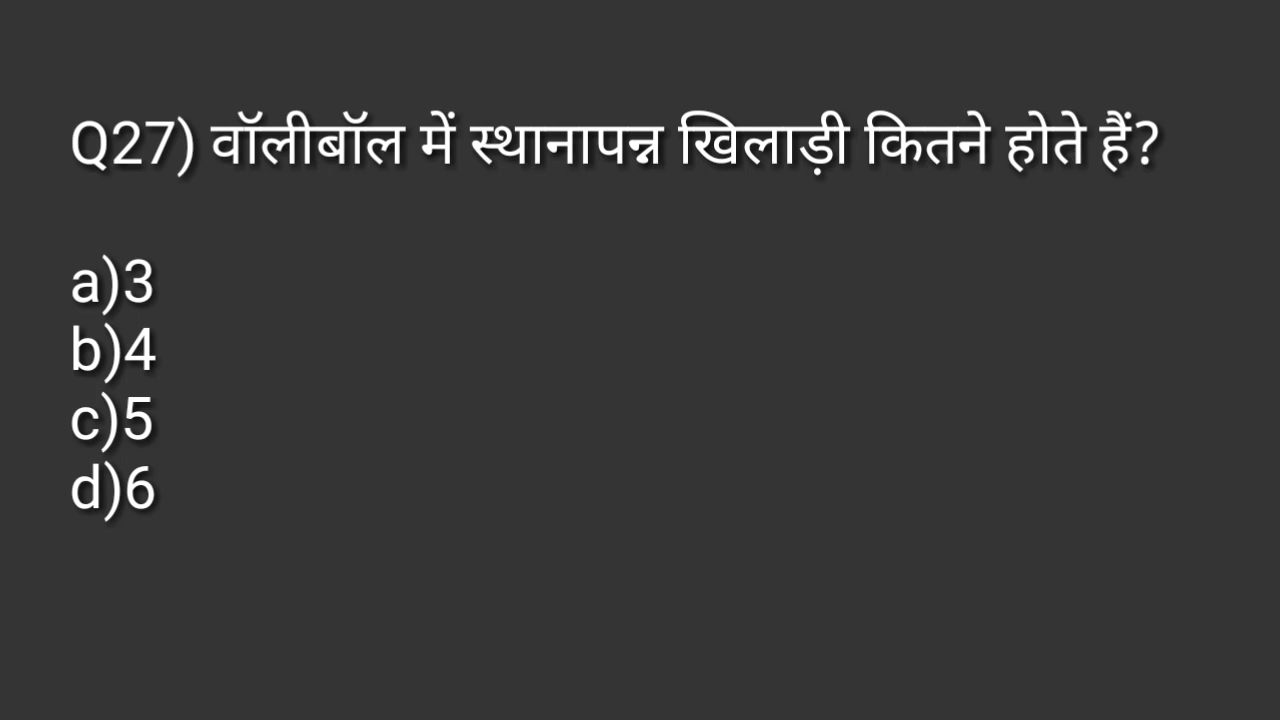 Q27) वॉलीबॉल में स्थानापन्न खिलाड़ी कितने होते हैं?
a)3
b)4
c)5
d)6